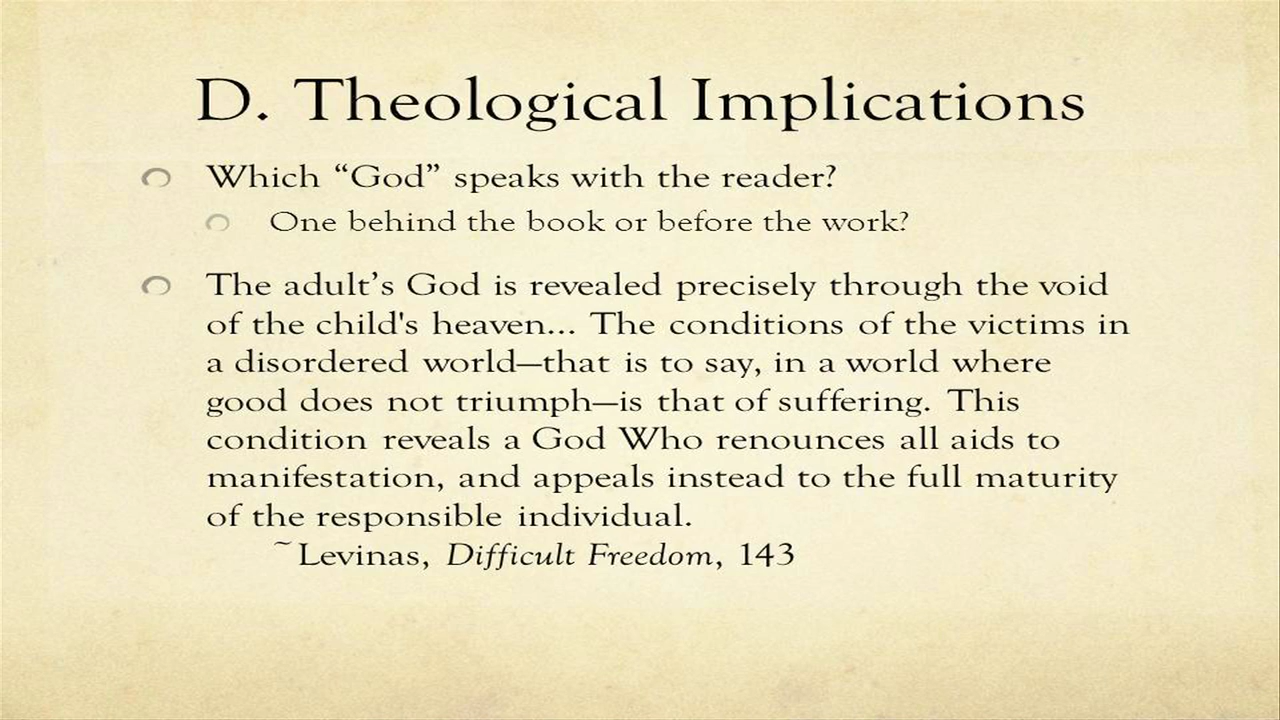 D. Theological Implications
Which “God” speaks with the reader?
One behind the book or before the work?
The adult’s God is revealed precisely through the void
of the child's heaven... The conditions of the victims in
a disordered world—that is to say, in a world where
good does not triumph—is that of suffering. This
condition reveals a God Who renounces all aids to
manifestation, and appeals instead to the full maturity
of the responsible individual.
~Levinas, Difficult Freedom, 143